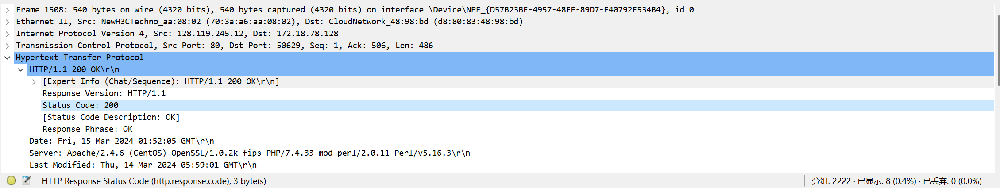 Frame 1508: 540 bytes on wire (4320 bits), 540 bytes captured (4320 bits) on interface \Device\NPF_{D57B23BF-4957-48FF-89D7-F40792F534B4}, id 0
Ethernet II, Src: NewH3CTechno_aa:08:02 (70:3a:a6:aa:08:02), Dst: CloudNetwork_48:98:bd (d8:80:83:48:98:bd)
Internet Protocol Version 4, Src: 128.119.245.12, Dst: 172.18.78.128
Transmission Control Protocol, Src Port: 80, Dst Port: 50629, Seq: 1, Ack: 506, Len: 486
Hypertext Transfer Protocol
HTTP/1.1 200 OK\r\n
[Expert Info (Chat/Sequence): HTTP/1.1 200 OK\r\n]
Response Version: HTTP/1.1
Status Code: 200
[Status Code Description: OK]
Response Phrase: OK
Date: Fri, 15 Mar 2024 01:52:05 GMT\r\n
Server: Apache/2.4.6 (CentOS) OpenSSL/1.0.2k-fips PHP/7.4.33 mod_perl/2.0.11 Perl/v5.16.3\r\n
Last-Modified: Thu, 14 Mar 2024 05:59:01 GMT\r\n
HTTP Response Status Code (http.response.code), 3 byte(s)
分组: 2222 · 已显示: 8 (0.4%) · 已丢弃: 0 (0.0%)